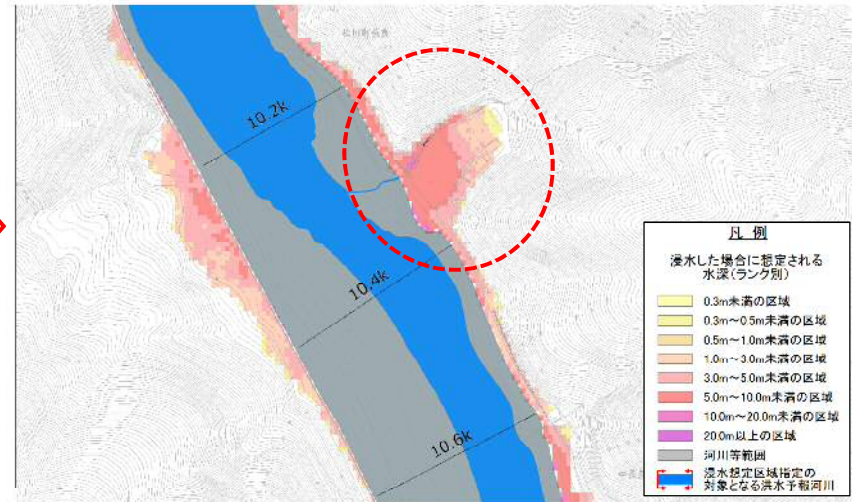 10.2k
10.4k
10.6k
凡 例
浸水した場合に想定される
水深(ランク別)
0.3m未満の区域
0.3m～0.5m未満の区域
0.5m～1.0m未満の区域
1.0m～3.0m未満の区域
3.0m～5.0m未満の区域
5.0m～10.0m未満の区域
10.0m～20.0m未満の区域
20.0m以上の区域
河川等範囲
浸水想定区域指定の
対象となる洪水予報河川